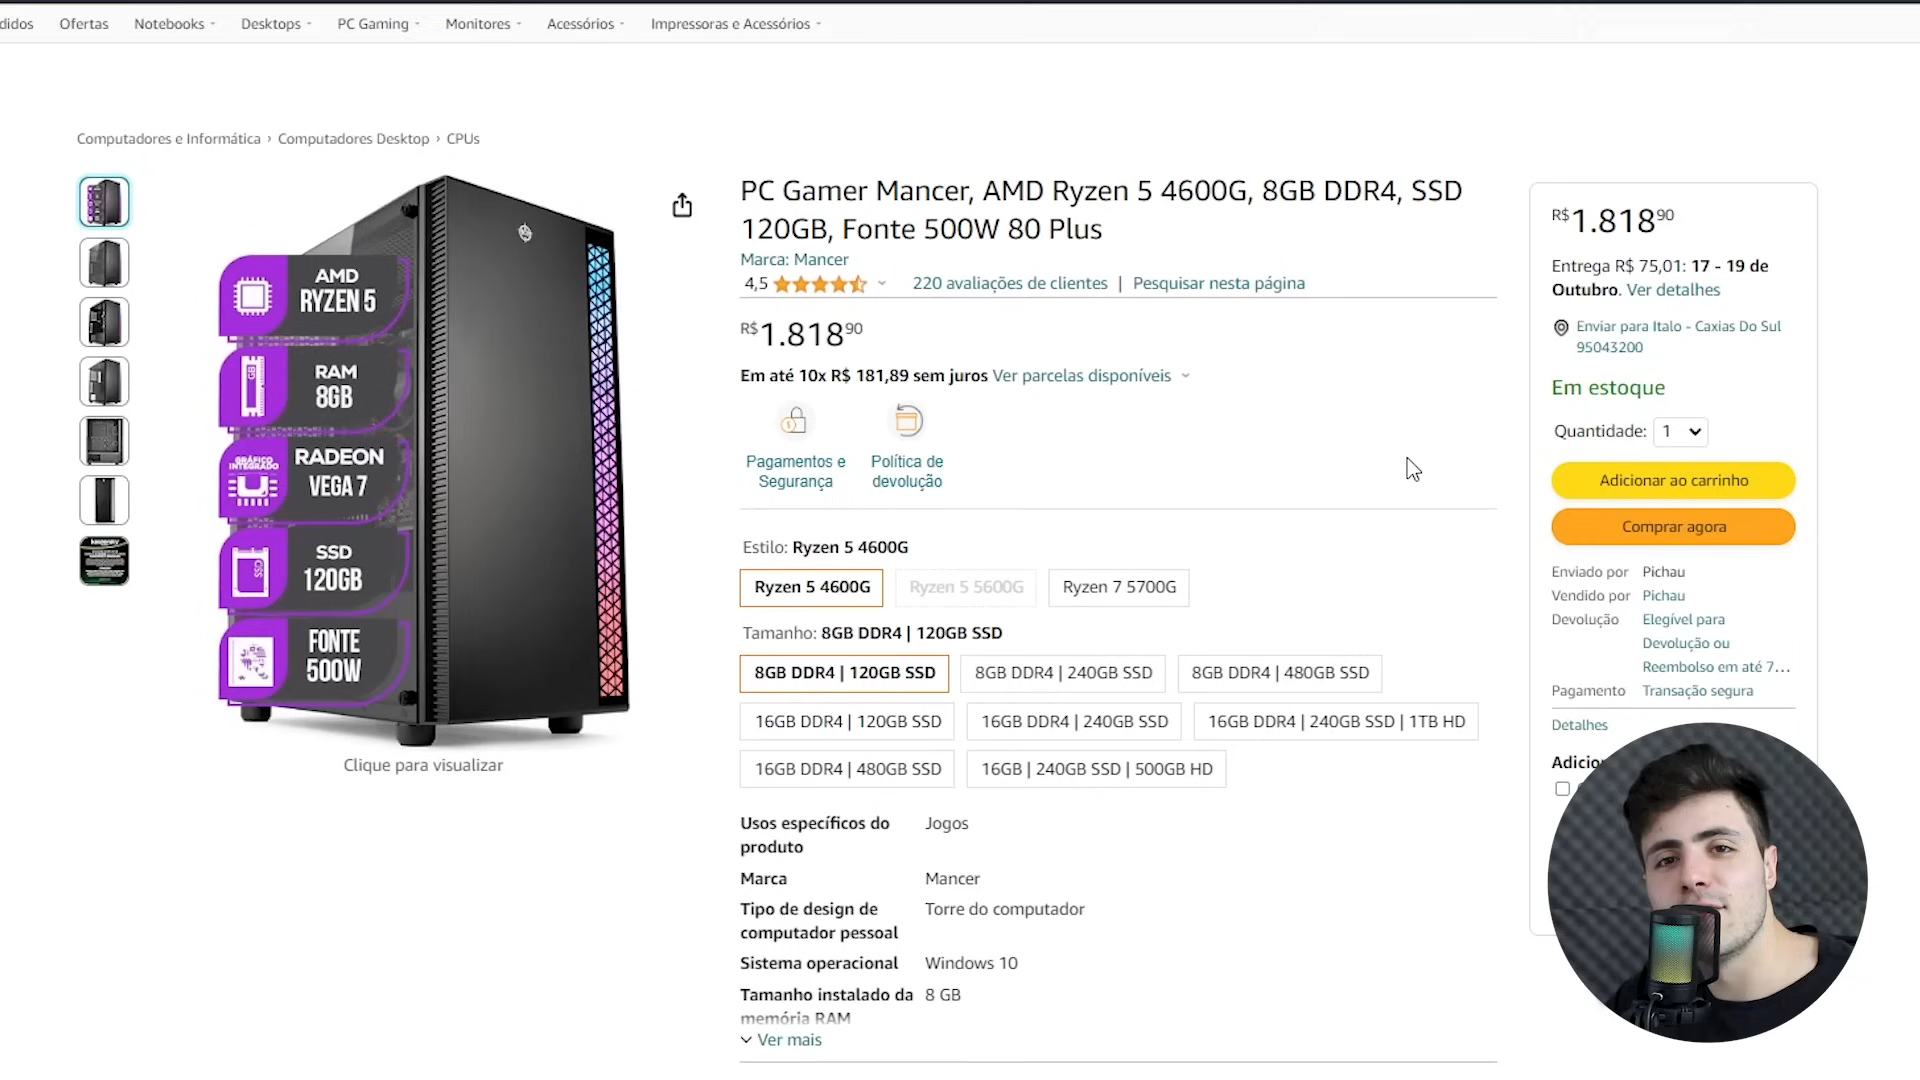 didos Ofertas Notebooks Desktops PC Gaming Monitores Acessórios Impressoras e Acessórios
Computadores e Informática › Computadores Desktop › CPUs
AMD
RYZEN 5
RAM
8GB
GB
GRÁFICO
INTEGRADO
RADEON
VEGA 7
SSD
120GB
SSD
FONTE
500W
Clique para visualizar
PC Gamer Mancer, AMD Ryzen 5 4600G, 8GB DDR4, SSD
120GB, Fonte 500W 80 Plus
Marca: Mancer
4,5 220 avaliações de clientes | Pesquisar nesta página
R$1.81890
Em até 10x R$ 181,89 sem juros Ver parcelas disponíveis
Pagamentos e
Segurança
Política de
devolução
Estilo: Ryzen 5 4600G
Ryzen 5 4600G Ryzen 5 5600G Ryzen 7 5700G
Tamanho: 8GB DDR4 | 120GB SSD
8GB DDR4 | 120GB SSD 8GB DDR4 | 240GB SSD 8GB DDR4 | 480GB SSD
16GB DDR4 | 120GB SSD 16GB DDR4 | 240GB SSD 16GB DDR4 | 240GB SSD | 1TB HD
16GB DDR4 | 480GB SSD 16GB | 240GB SSD | 500GB HD
Usos específicos do
produto
Jogos
Marca Mancer
Tipo de design de
computador pessoal
Torre do computador
Sistema operacional Windows 10
Tamanho instalado da
memória RAM
8 GB
Ver mais
R$1.81890
Entrega R$ 75,01: 17 - 19 de
Outubro. Ver detalhes
Enviar para Italo - Caxias Do Sul
95043200
Em estoque
Quantidade: 1
Adicionar ao carrinho
Comprar agora
Enviado por Pichau
Vendido por Pichau
Devolução Elegível para
Devolução ou
Reembolso em até 7...
Pagamento Transação segura
Detalhes
Adicio